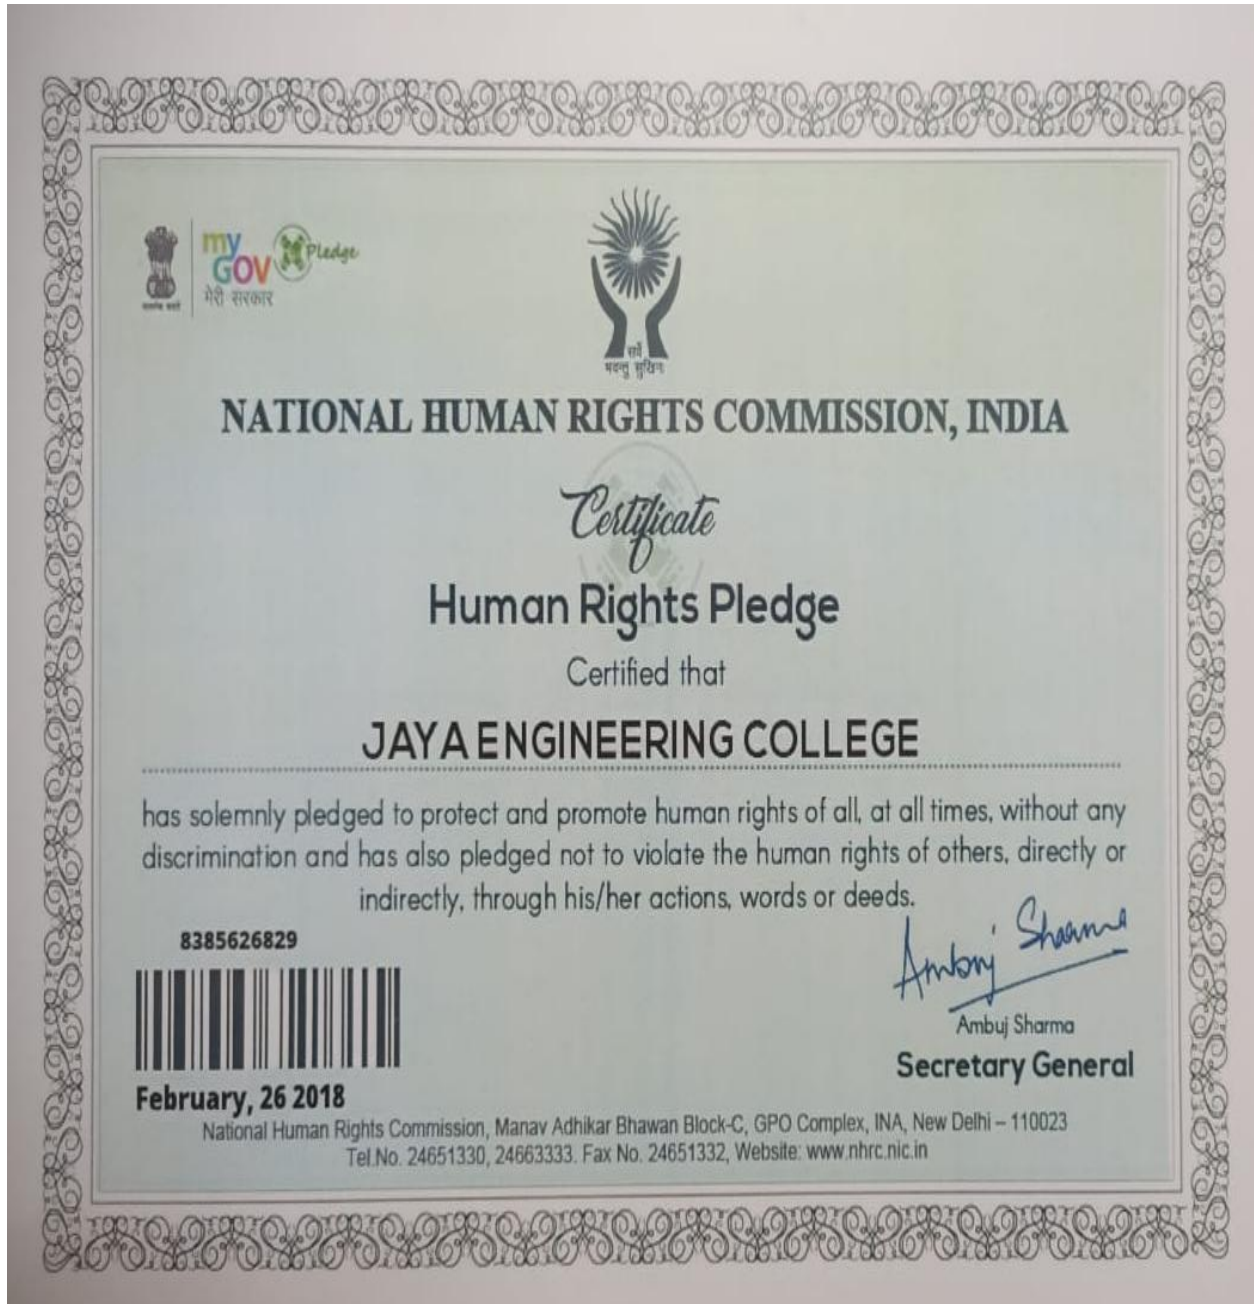 my
GOV
Pledge
मेरी सरकार
सर्वे
भवन्तु सुखिनः
NATIONAL HUMAN RIGHTS COMMISSION, INDIA
Certificate
Human Rights Pledge
Certified that
JAYA ENGINEERING COLLEGE
has solemnly pledged to protect and promote human rights of all, at all times, without any
discrimination and has also pledged not to violate the human rights of others, directly or
indirectly, through his/her actions, words or deeds.
8385626829
Ambuj Sharma
Ambuj Sharma
Secretary General
February, 26 2018
National Human Rights Commission, Manav Adhikar Bhawan Block-C, GPO Complex, INA, New Delhi – 110023
Tel.No. 24651330, 24663333. Fax No. 24651332, Website: www.nhrc.nic.in